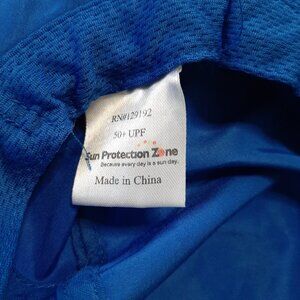 RN#129192
50+ UPF
Sun Protection Zone
Because every day is a sun day.
Made in China